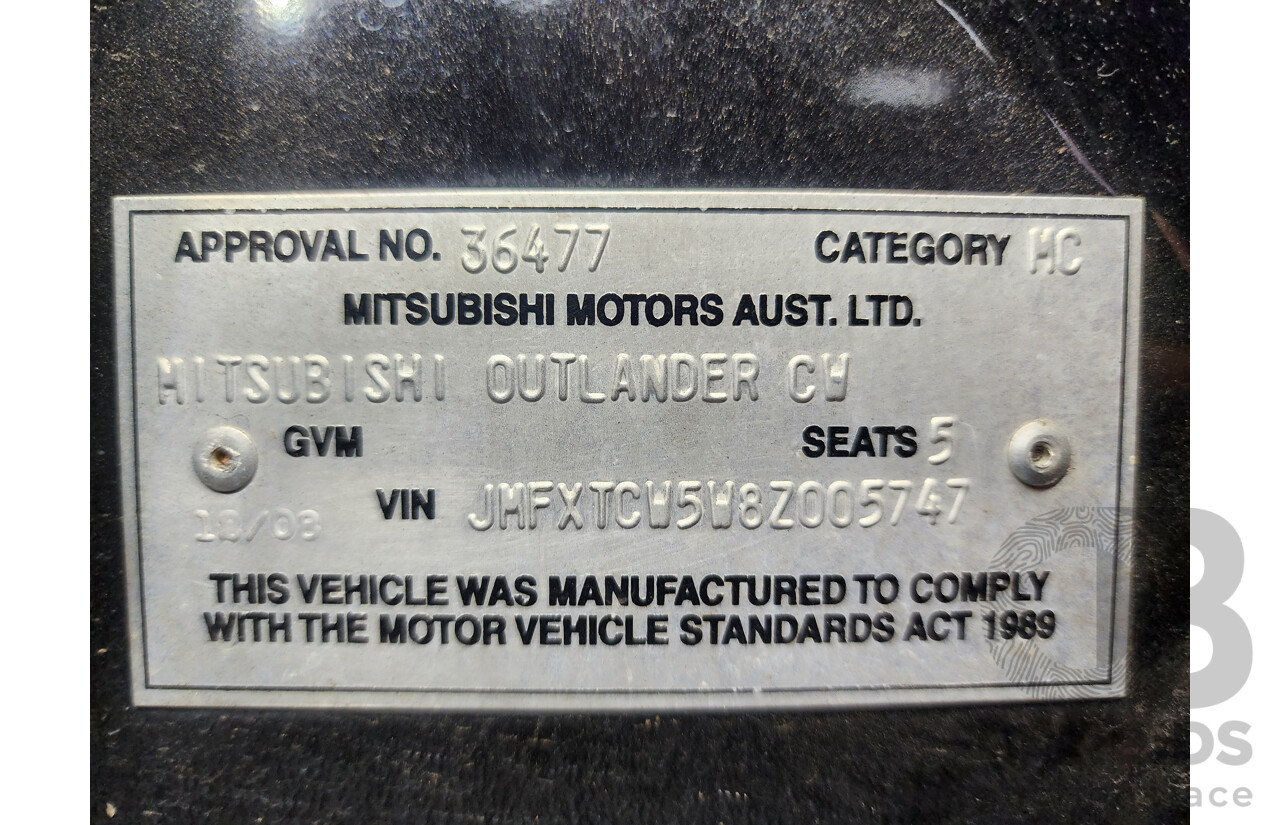 APPROVAL NO. 36477 CATEGORY MC
MITSUBISHI MOTORS AUST. LTD.
MITSUBISHI OUTLANDER CW
GVM SEATS 5
VIN JMFXTCW5W8Z005747
THIS VEHICLE WAS MANUFACTURED TO COMPLY
WITH THE MOTOR VEHICLE STANDARDS ACT 1989